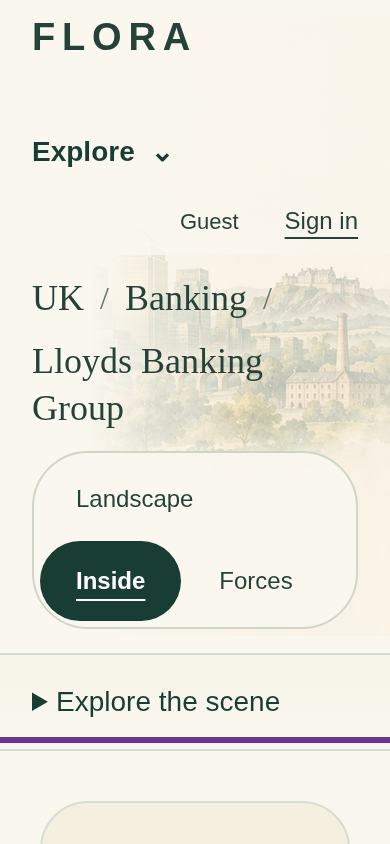 FLORA
Explore
Guest Sign in
UK / Banking /
Lloyds Banking
Group
Landscape
Inside Forces
Explore the scene